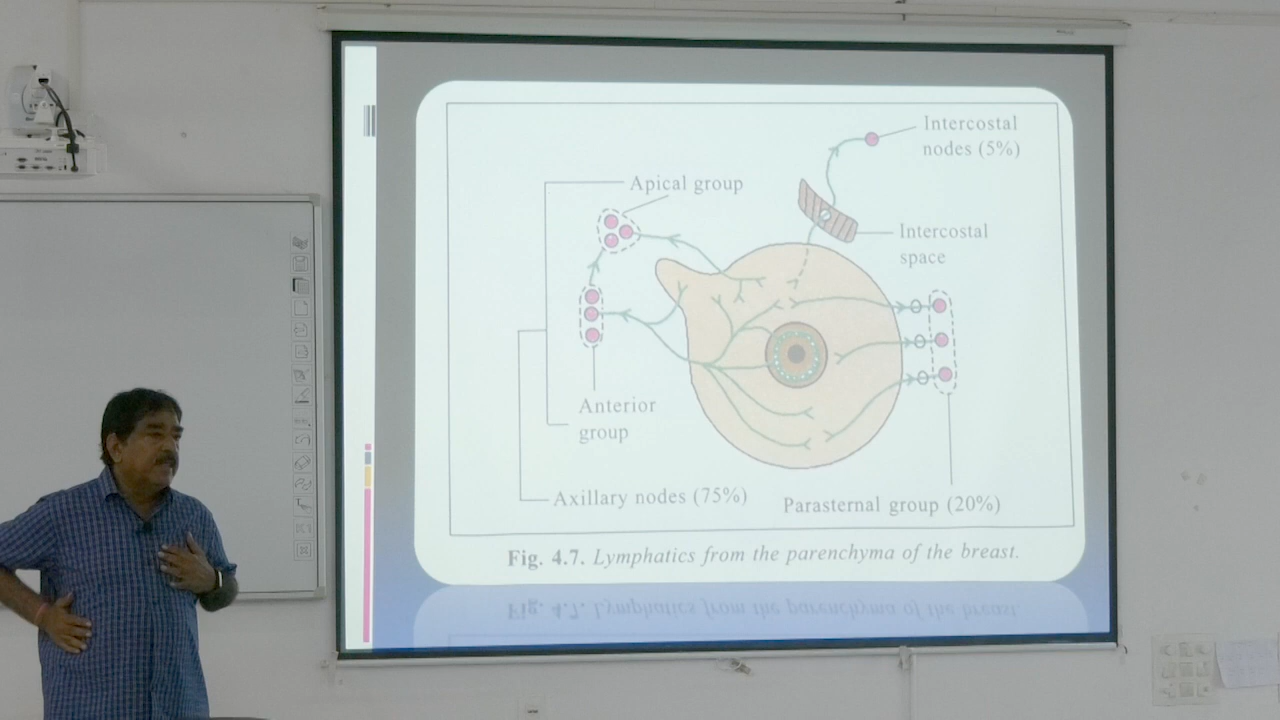 Intercostal
nodes (5%)
Apical group
Intercostal
space
Anterior
group
Axillary nodes (75%)
Parasternal group (20%)
Fig. 4.7. Lymphatics from the parenchyma of the breast.